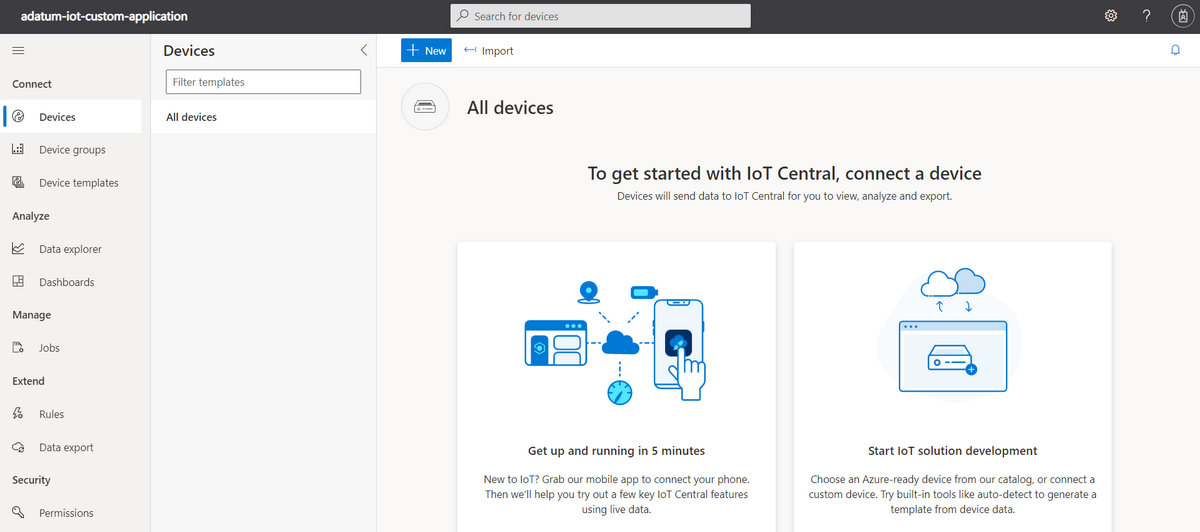 adatum-iot-custom-application
Search for devices
?
Connect
Devices
Device groups
Device templates
Analyze
Data explorer
Dashboards
Manage
Jobs
Extend
Rules
Data export
Security
Permissions
Devices
Filter templates
All devices
New
Import
All devices
To get started with IoT Central, connect a device
Devices will send data to IoT Central for you to view, analyze and export.
Get up and running in 5 minutes
New to IoT? Grab our mobile app to connect your phone.
Then we'll help you try out a few key IoT Central features
using live data.
Start IoT solution development
Choose an Azure-ready device from our catalog, or connect a
custom device. Try built-in tools like auto-detect to generate a
template from device data.